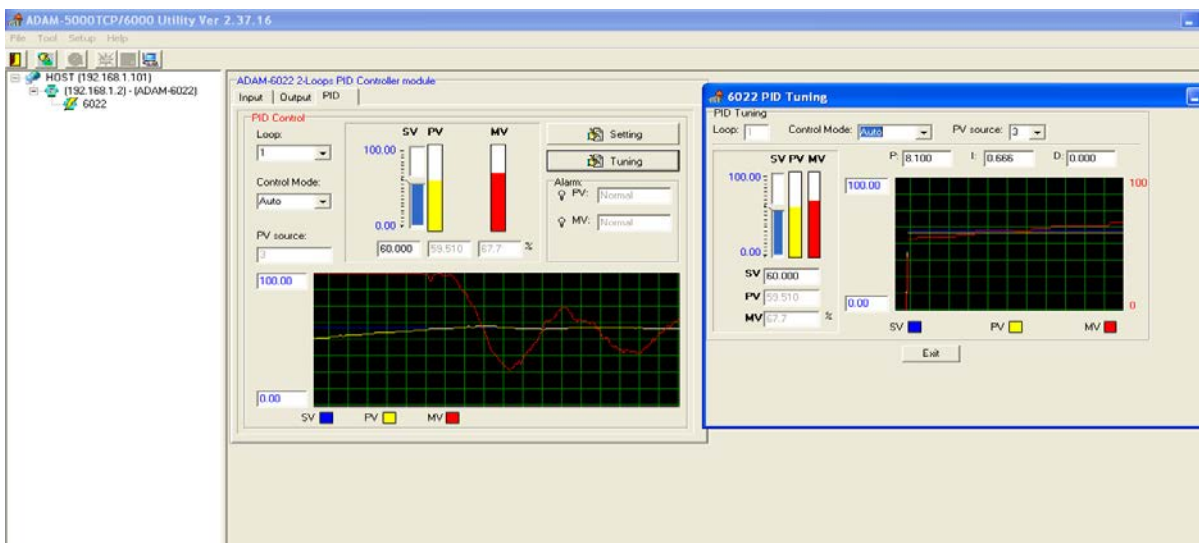 ADAM-5000TCP/6000 Utility Ver 2.37.16
File Tool Setup Help
HOST (192.168.1.101)
(192.168.1.2) - (ADAM-6022)
6022
ADAM-6022 2-Loops PID Controller module
Input Output PID
PID Control
Loop:
1
Control Mode:
Auto
PV source:
3
SV PV MV
100.00
0.00
60.000 59.510 67.7 %
Setting
Tuning
Alarm:
PV: Normal
MV: Normal
100.00
0.00
SV PV MV
6022 PID Tuning
PID Tuning
Loop: 1 Control Mode: Auto PV source: 3
SV PV MV
100.00
0.00
SV 60.000
PV 59.510
MV 67.7 %
P: 8.100 I: 0.666 D: 0.000
100.00 100
0.00 0
SV PV MV
Exit